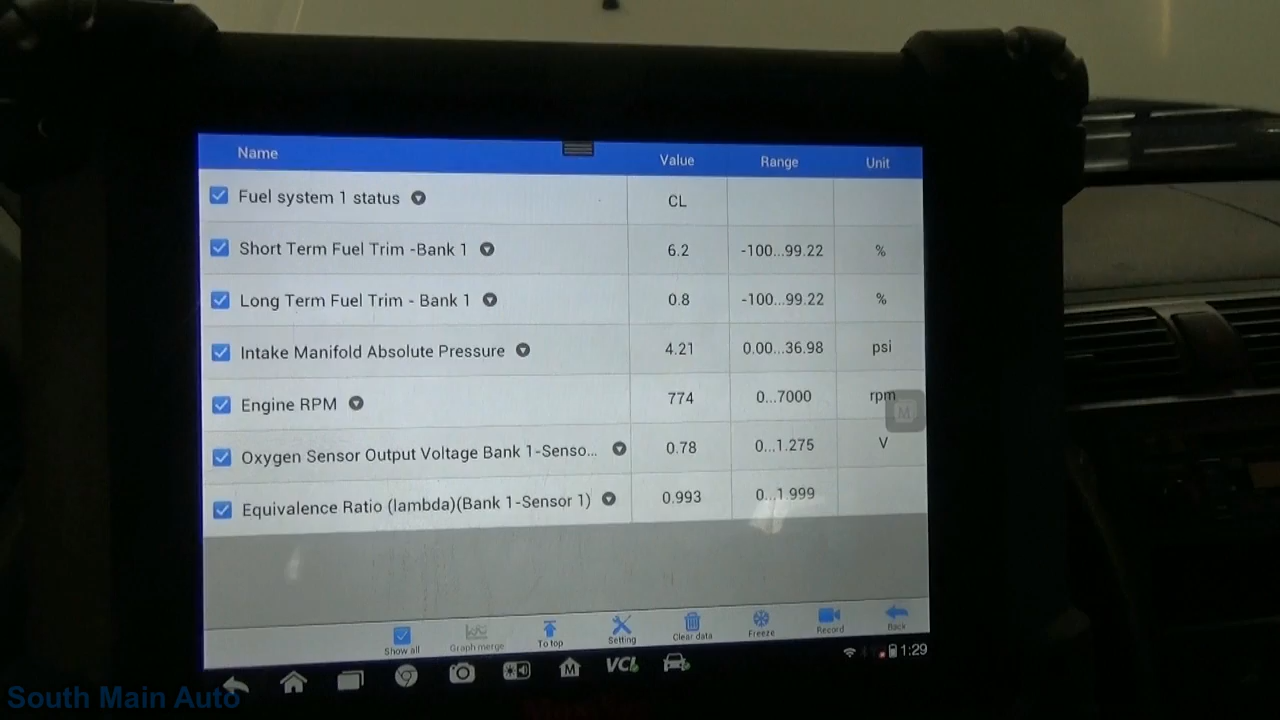 Name Value Range Unit
Fuel system 1 status CL
Short Term Fuel Trim -Bank 1 6.2 -100...99.22 %
Long Term Fuel Trim - Bank 1 0.8 -100...99.22 %
Intake Manifold Absolute Pressure 4.21 0.00...36.98 psi
Engine RPM 774 0...7000 rpm
M
Oxygen Sensor Output Voltage Bank 1-Senso... 0.78 0...1.275 V
Equivalence Ratio (lambda)(Bank 1-Sensor 1) 0.993 0...1.999
Show all Graph merge To top Setting Clear data Freeze Record Back
M VCI 1:29
South Main Auto